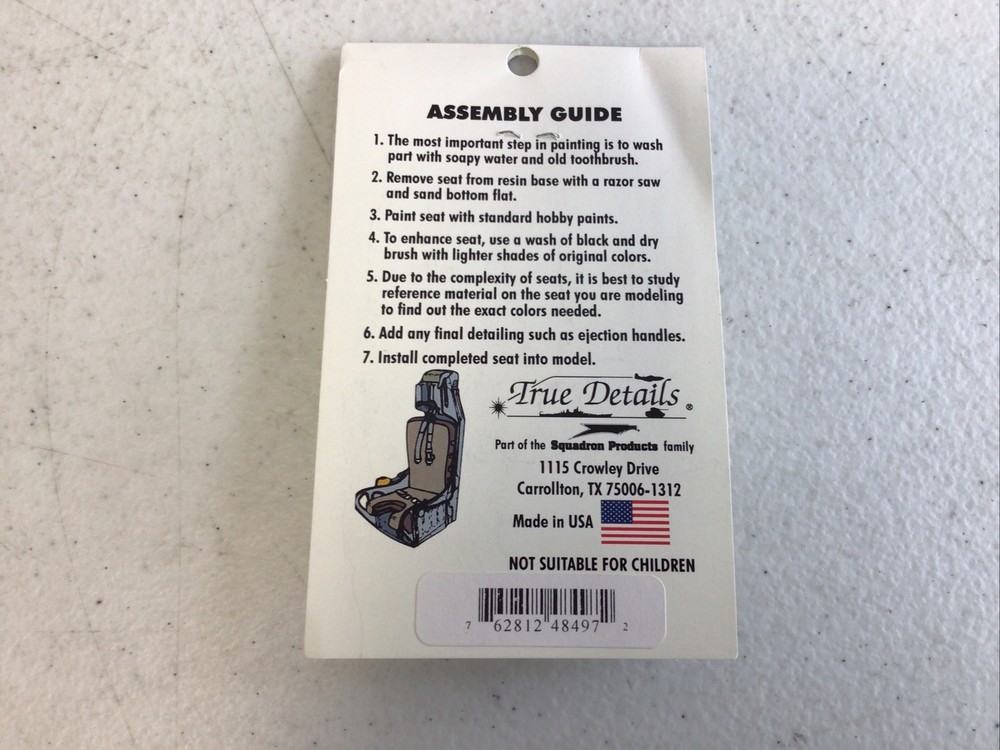 ASSEMBLY GUIDE
1. The most important step in painting is to wash
part with soapy water and old toothbrush.
2. Remove seat from resin base with a razor saw
and sand bottom flat.
3. Paint seat with standard hobby paints.
4. To enhance seat, use a wash of black and dry
brush with lighter shades of original colors.
5. Due to the complexity of seats, it is best to study
reference material on the seat you are modeling
to find out the exact colors needed.
6. Add any final detailing such as ejection handles.
7. Install completed seat into model.
True Details ®
Part of the Squadron Products family
1115 Crowley Drive
Carrollton, TX 75006-1312
Made in USA
NOT SUITABLE FOR CHILDREN
7 62812 48497 2